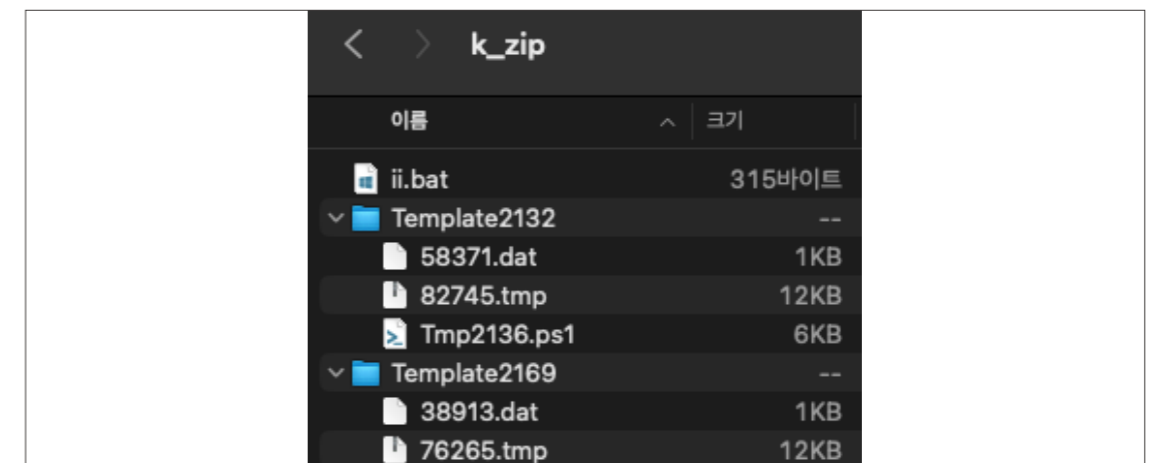 k_zip
이름 크기
ii.bat 315바이트
Template2132 --
58371.dat 1KB
82745.tmp 12KB
Tmp2136.ps1 6KB
Template2169 --
38913.dat 1KB
76265.tmp 12KB